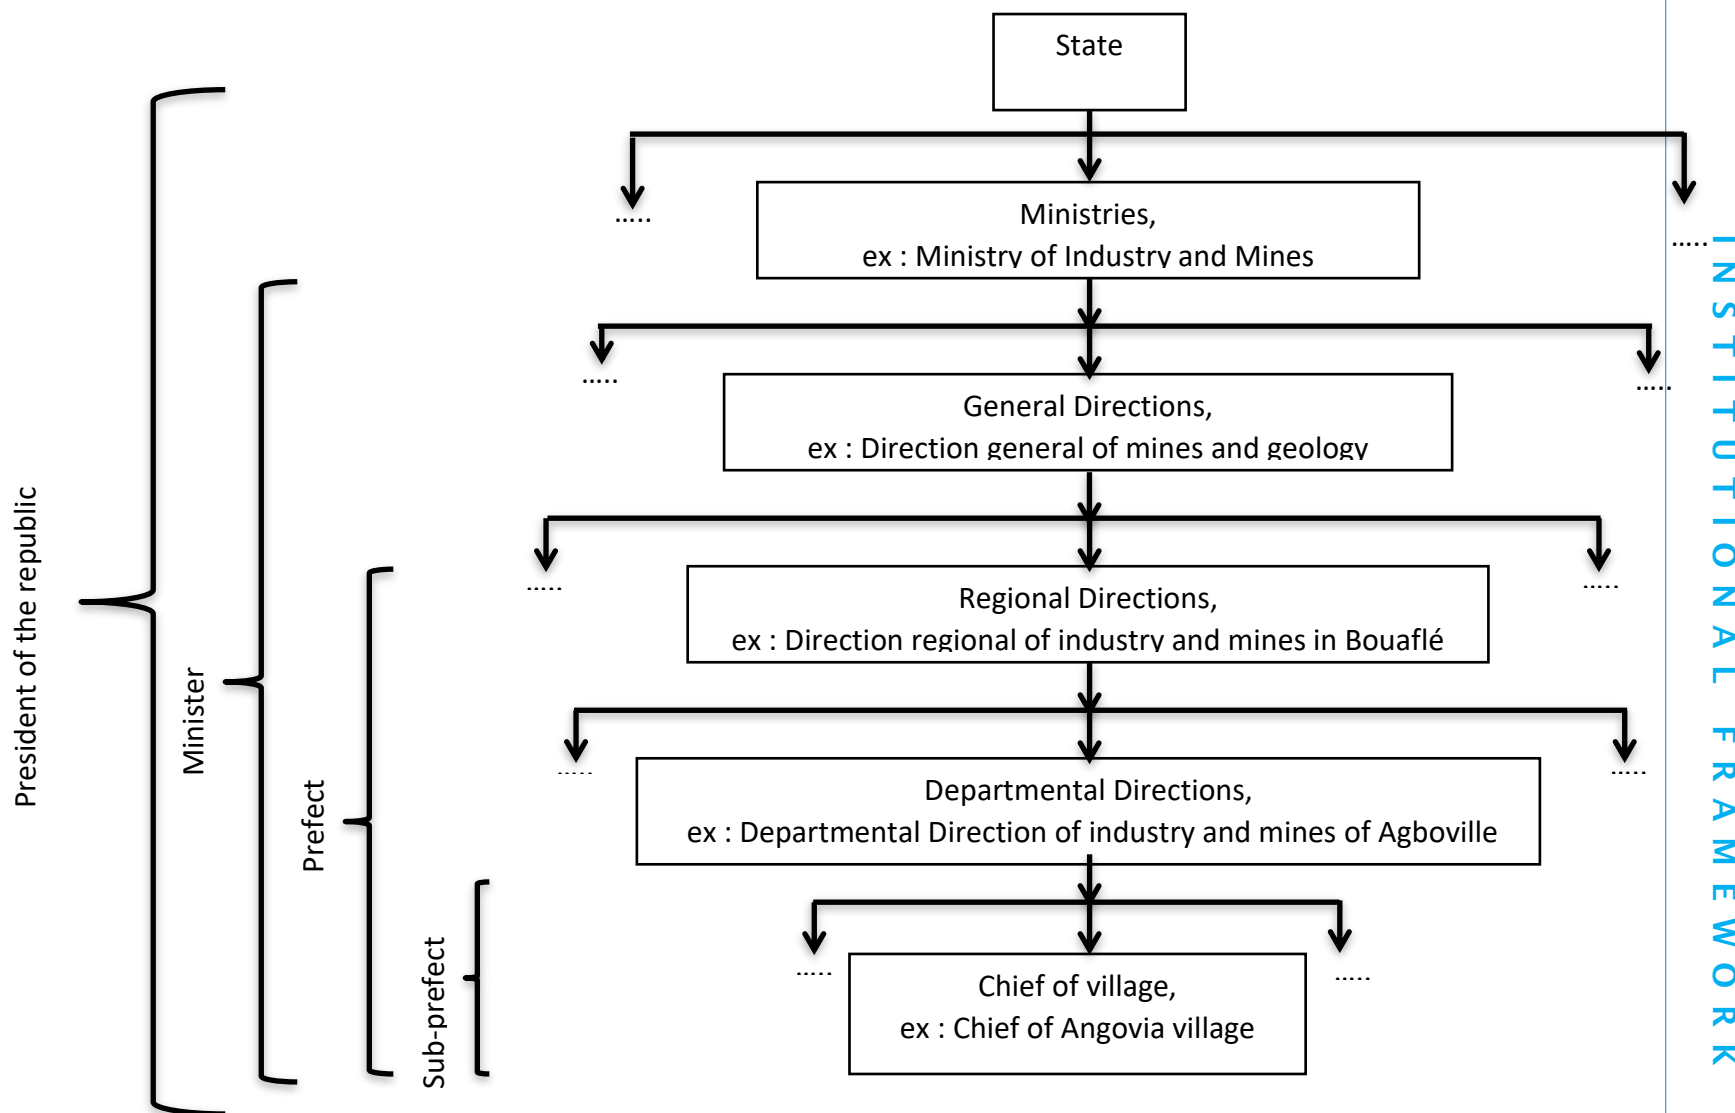 State
.....
.....
Ministries,
ex : Ministry of Industry and Mines
.....
.....
General Directions,
ex : Direction general of mines and geology
.....
.....
Regional Directions,
ex : Direction regional of industry and mines in Bouaflé
.....
.....
Departmental Directions,
ex : Departmental Direction of industry and mines of Agboville
.....
.....
Chief of village,
ex : Chief of Angovia village
President of the republic
Minister
Prefect
Sub-prefect
INSTITUTIONAL FRAMEWORK